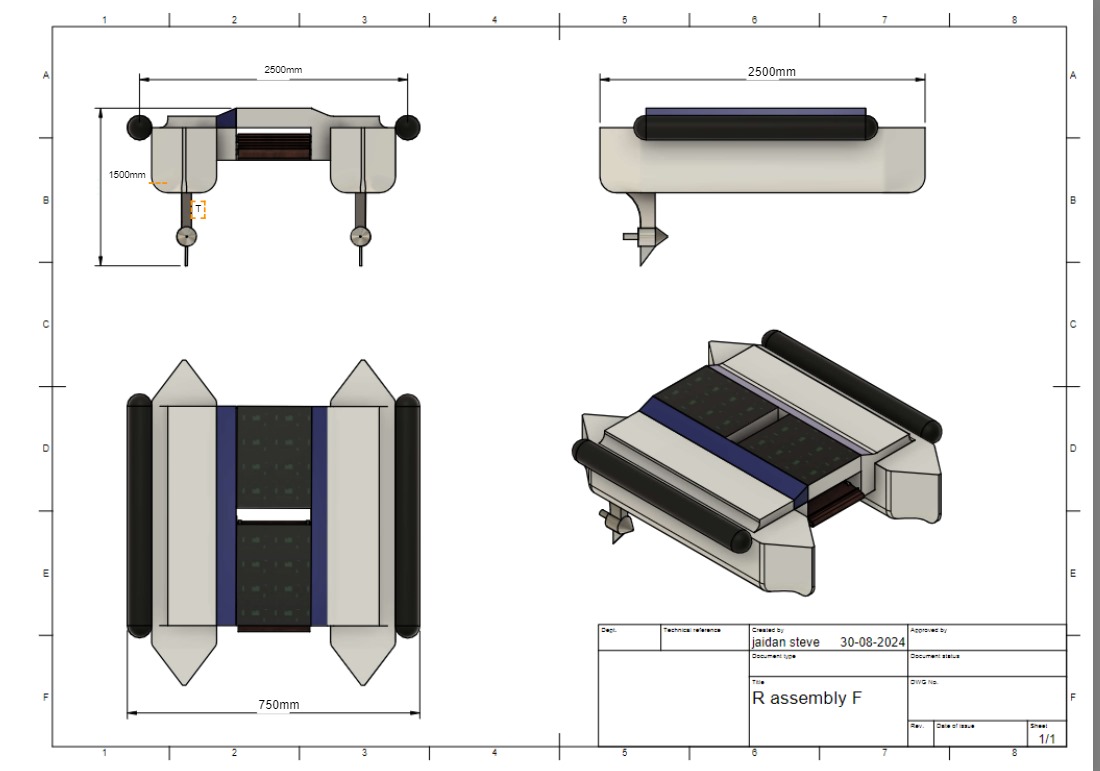 1 2 3 4 5 6 7 8
A A
2500mm 2500mm
1500mm
B B
T
C C
D D
E E
Dept. Technical reference Created by Approved by
jaidan steve 30-08-2024
Document type Document status
Title DWG No.
R assembly F
F F
750mm
Rev. Date of issue Sheet
1/1
1 2 3 4 5 6 7 8